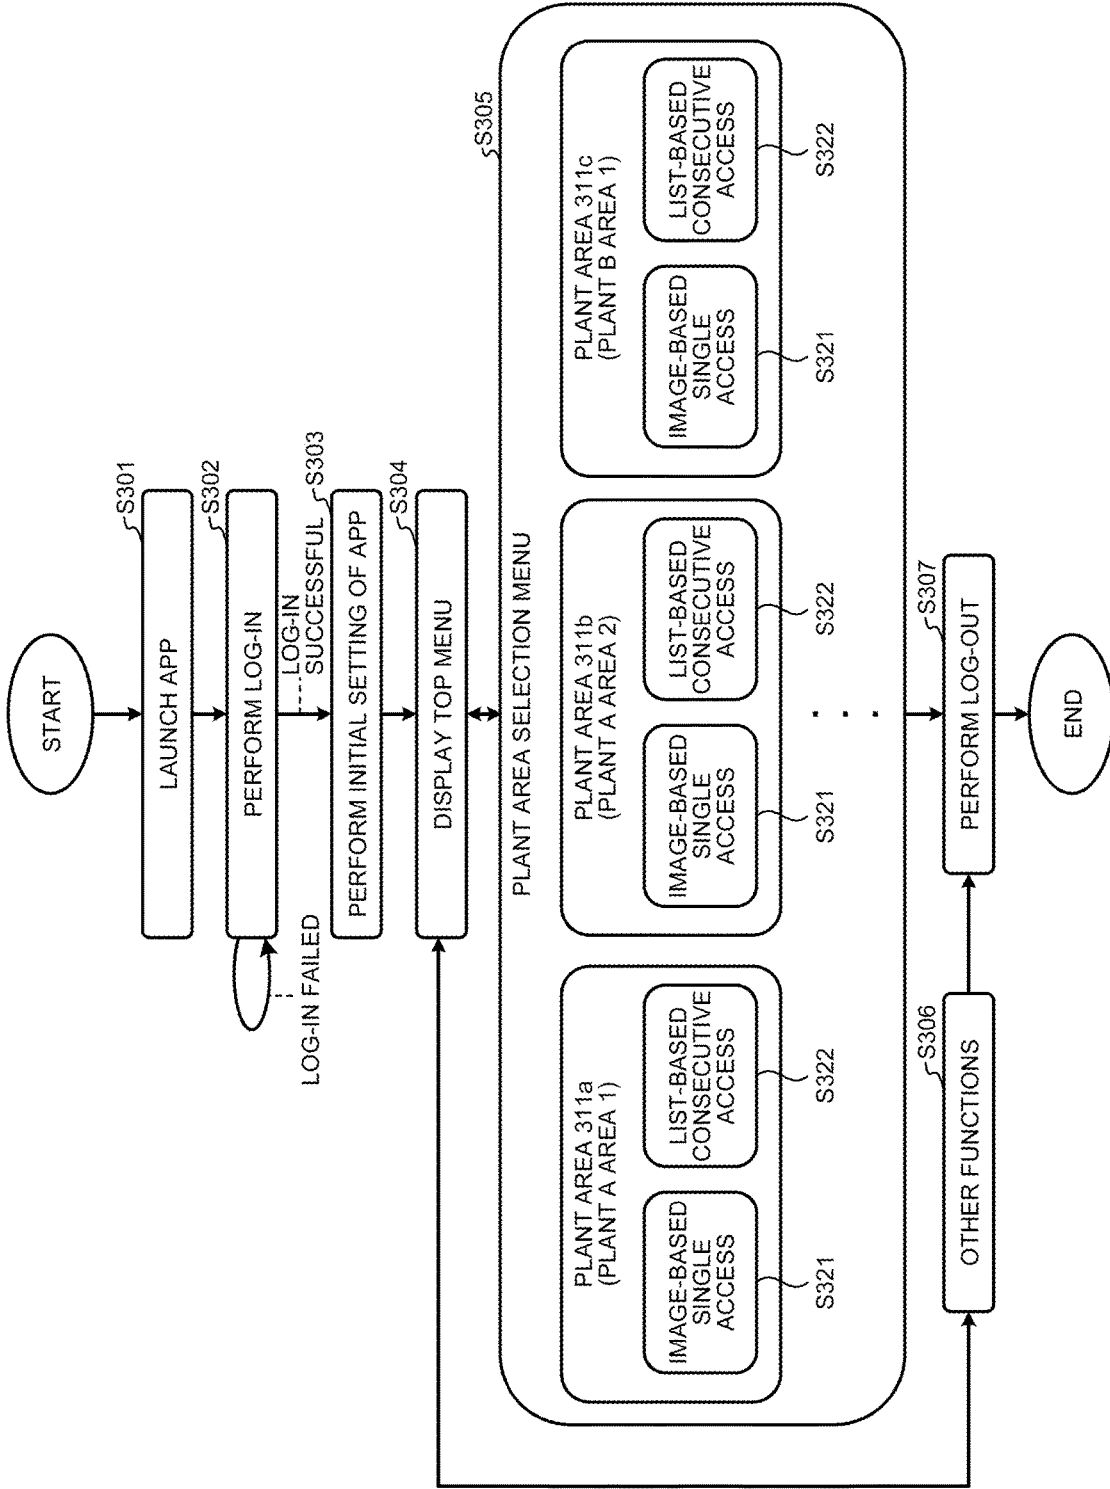 START
S301
LAUNCH APP
S302
PERFORM LOG-IN
LOG-IN FAILED
LOG-IN
SUCCESSFUL
S303
PERFORM INITIAL SETTING OF APP
S304
DISPLAY TOP MENU
S305
PLANT AREA SELECTION MENU
PLANT AREA 311a
(PLANT A AREA 1)
IMAGE-BASED
SINGLE
ACCESS
S321
LIST-BASED
CONSECUTIVE
ACCESS
S322
PLANT AREA 311b
(PLANT A AREA 2)
IMAGE-BASED
SINGLE
ACCESS
S321
LIST-BASED
CONSECUTIVE
ACCESS
S322
PLANT AREA 311c
(PLANT B AREA 1)
IMAGE-BASED
SINGLE
ACCESS
S321
LIST-BASED
CONSECUTIVE
ACCESS
S322
. . .
S306
OTHER FUNCTIONS
S307
PERFORM LOG-OUT
END